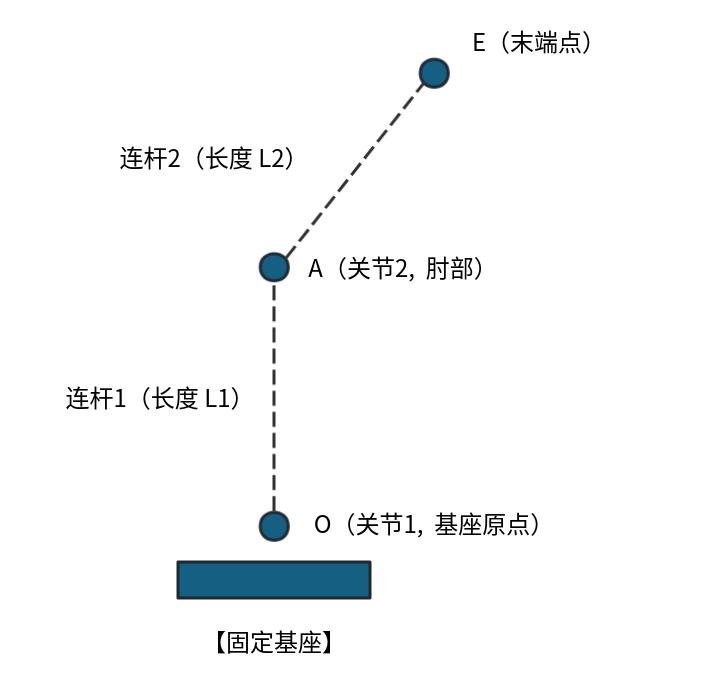 E（末端点）
连杆2（长度 L2）
A（关节2, 肘部）
连杆1（长度 L1）
O（关节1, 基座原点）
【固定基座】